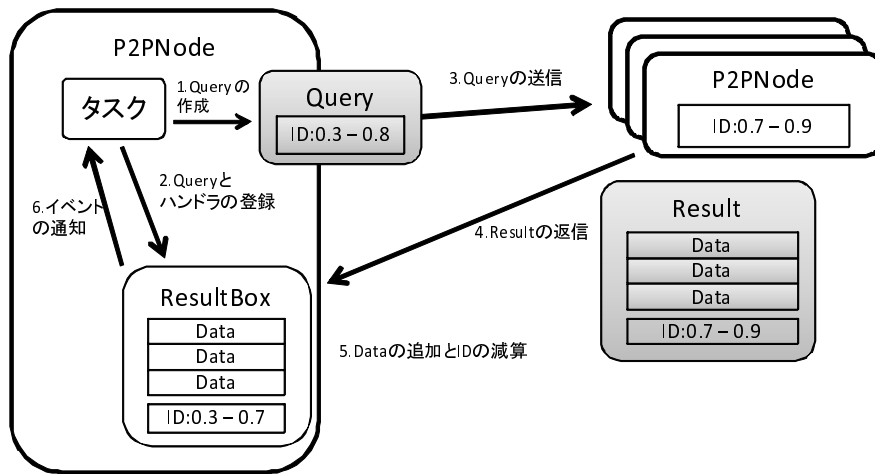 P2PNode
タスク
1.Queryの
作成
Query
ID:0.3 – 0.8
3.Queryの送信
P2PNode
ID:0.7 – 0.9
2.Queryと
ハンドラの登録
6.イベント
の通知
4.Resultの返信
Result
Data
Data
Data
ID:0.7 – 0.9
ResultBox
Data
Data
Data
ID:0.3 – 0.7
5.Dataの追加とIDの減算